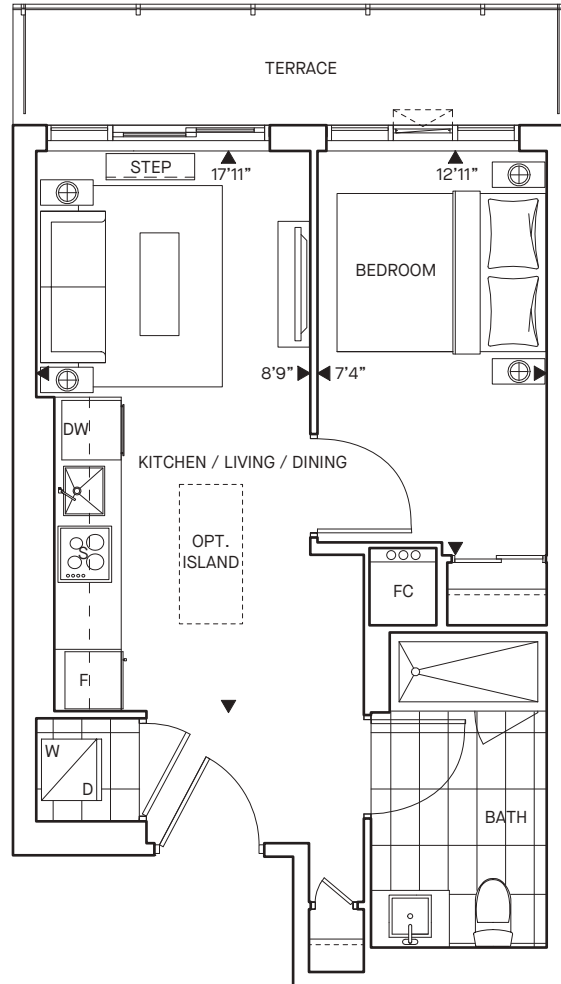 TERRACE
STEP
17'11"
12'11"
BEDROOM
8'9"
7'4"
DW
KITCHEN / LIVING / DINING
OPT.
ISLAND
S
FC
F
W
D
BATH